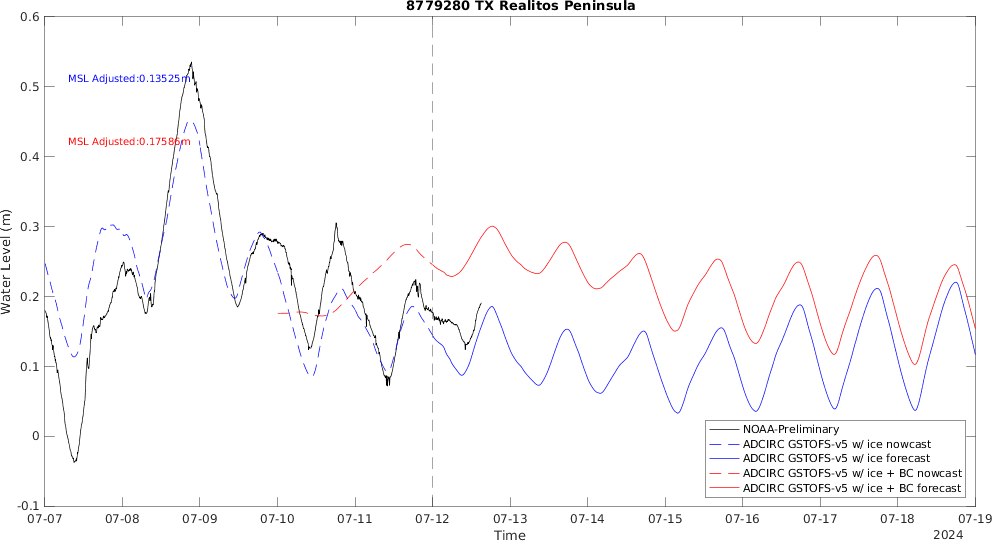 8779280 TX Realitos Peninsula
0.6
0.5
0.4
0.3
0.2
0.1
0
-0.1
Water Level (m)
MSL Adjusted:0.13525m
MSL Adjusted:0.17586m
NOAA-Preliminary
ADCIRC GSTOFS-v5 w/ ice nowcast
ADCIRC GSTOFS-v5 w/ ice forecast
ADCIRC GSTOFS-v5 w/ ice + BC nowcast
ADCIRC GSTOFS-v5 w/ ice + BC forecast
07-07 07-08 07-09 07-10 07-11 07-12 07-13 07-14 07-15 07-16 07-17 07-18 07-19
Time
2024